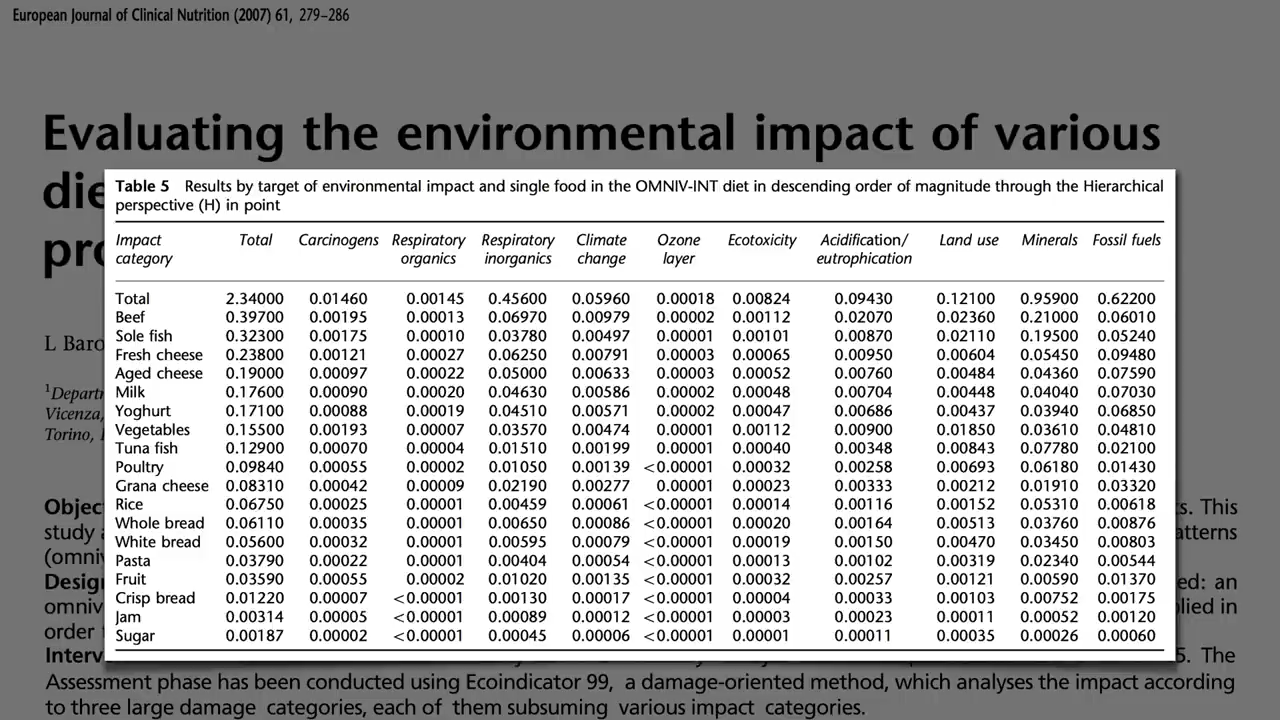 European Journal of Clinical Nutrition (2007) 61, 279–286
Evaluating the environmental impact of various
die
pro
Table 5 Results by target of environmental impact and single food in the OMNIV-INT diet in descending order of magnitude through the Hierarchical
perspective (H) in point
Impact category Total Carcinogens Respiratory organics Respiratory inorganics Climate change Ozone layer Ecotoxicity Acidification/ eutrophication Land use Minerals Fossil fuels
Total 2.34000 0.01460 0.00145 0.45600 0.05960 0.00018 0.00824 0.09430 0.12100 0.95900 0.62200
Beef 0.39700 0.00195 0.00013 0.06970 0.00979 0.00002 0.00112 0.02070 0.02360 0.21000 0.06010
Sole fish 0.32300 0.00175 0.00010 0.03780 0.00497 0.00001 0.00101 0.00870 0.02110 0.19500 0.05240
Fresh cheese 0.23800 0.00121 0.00027 0.06250 0.00791 0.00003 0.00065 0.00950 0.00604 0.05450 0.09480
Aged cheese 0.19000 0.00097 0.00022 0.05000 0.00633 0.00003 0.00052 0.00760 0.00484 0.04360 0.07590
Milk 0.17600 0.00090 0.00020 0.04630 0.00586 0.00002 0.00048 0.00704 0.00448 0.04040 0.07030
Yoghurt 0.17100 0.00088 0.00019 0.04510 0.00571 0.00002 0.00047 0.00686 0.00437 0.03940 0.06850
Vegetables 0.15500 0.00193 0.00007 0.03570 0.00474 0.00001 0.00112 0.00900 0.01850 0.03610 0.04810
Tuna fish 0.12900 0.00070 0.00004 0.01510 0.00199 0.00001 0.00040 0.00348 0.00843 0.07780 0.02100
Poultry 0.09840 0.00055 0.00002 0.01050 0.00139 <0.00001 0.00032 0.00258 0.00693 0.06180 0.01430
Grana cheese 0.08310 0.00042 0.00009 0.02190 0.00277 0.00001 0.00023 0.00333 0.00212 0.01910 0.03320
Rice 0.06750 0.00025 0.00001 0.00459 0.00061 <0.00001 0.00014 0.00116 0.00152 0.05310 0.00618
Whole bread 0.06110 0.00035 0.00001 0.00650 0.00086 <0.00001 0.00020 0.00164 0.00513 0.03760 0.00876
White bread 0.05600 0.00032 0.00001 0.00595 0.00079 <0.00001 0.00019 0.00150 0.00470 0.03450 0.00803
Pasta 0.03790 0.00022 0.00001 0.00404 0.00054 <0.00001 0.00013 0.00102 0.00319 0.02340 0.00544
Fruit 0.03590 0.00055 0.00002 0.01020 0.00135 <0.00001 0.00032 0.00257 0.00121 0.00590 0.01370
Crisp bread 0.01220 0.00007 <0.00001 0.00130 0.00017 <0.00001 0.00004 0.00033 0.00103 0.00752 0.00175
Jam 0.00314 0.00005 <0.00001 0.00089 0.00012 <0.00001 0.00003 0.00023 0.00011 0.00052 0.00120
Sugar 0.00187 0.00002 <0.00001 0.00045 0.00006 <0.00001 0.00001 0.00011 0.00035 0.00026 0.00060
L Baro
1Departm
Vicenza,
Torino,
Object ts. This
study a tterns
(omniv
Design ed: an
omniv plied in
order t
Interv 5. The
Assessment phase has been conducted using Ecoindicator 99, a damage-oriented method, which analyses the impact according
to three large damage categories, each of them subsuming various impact categories.